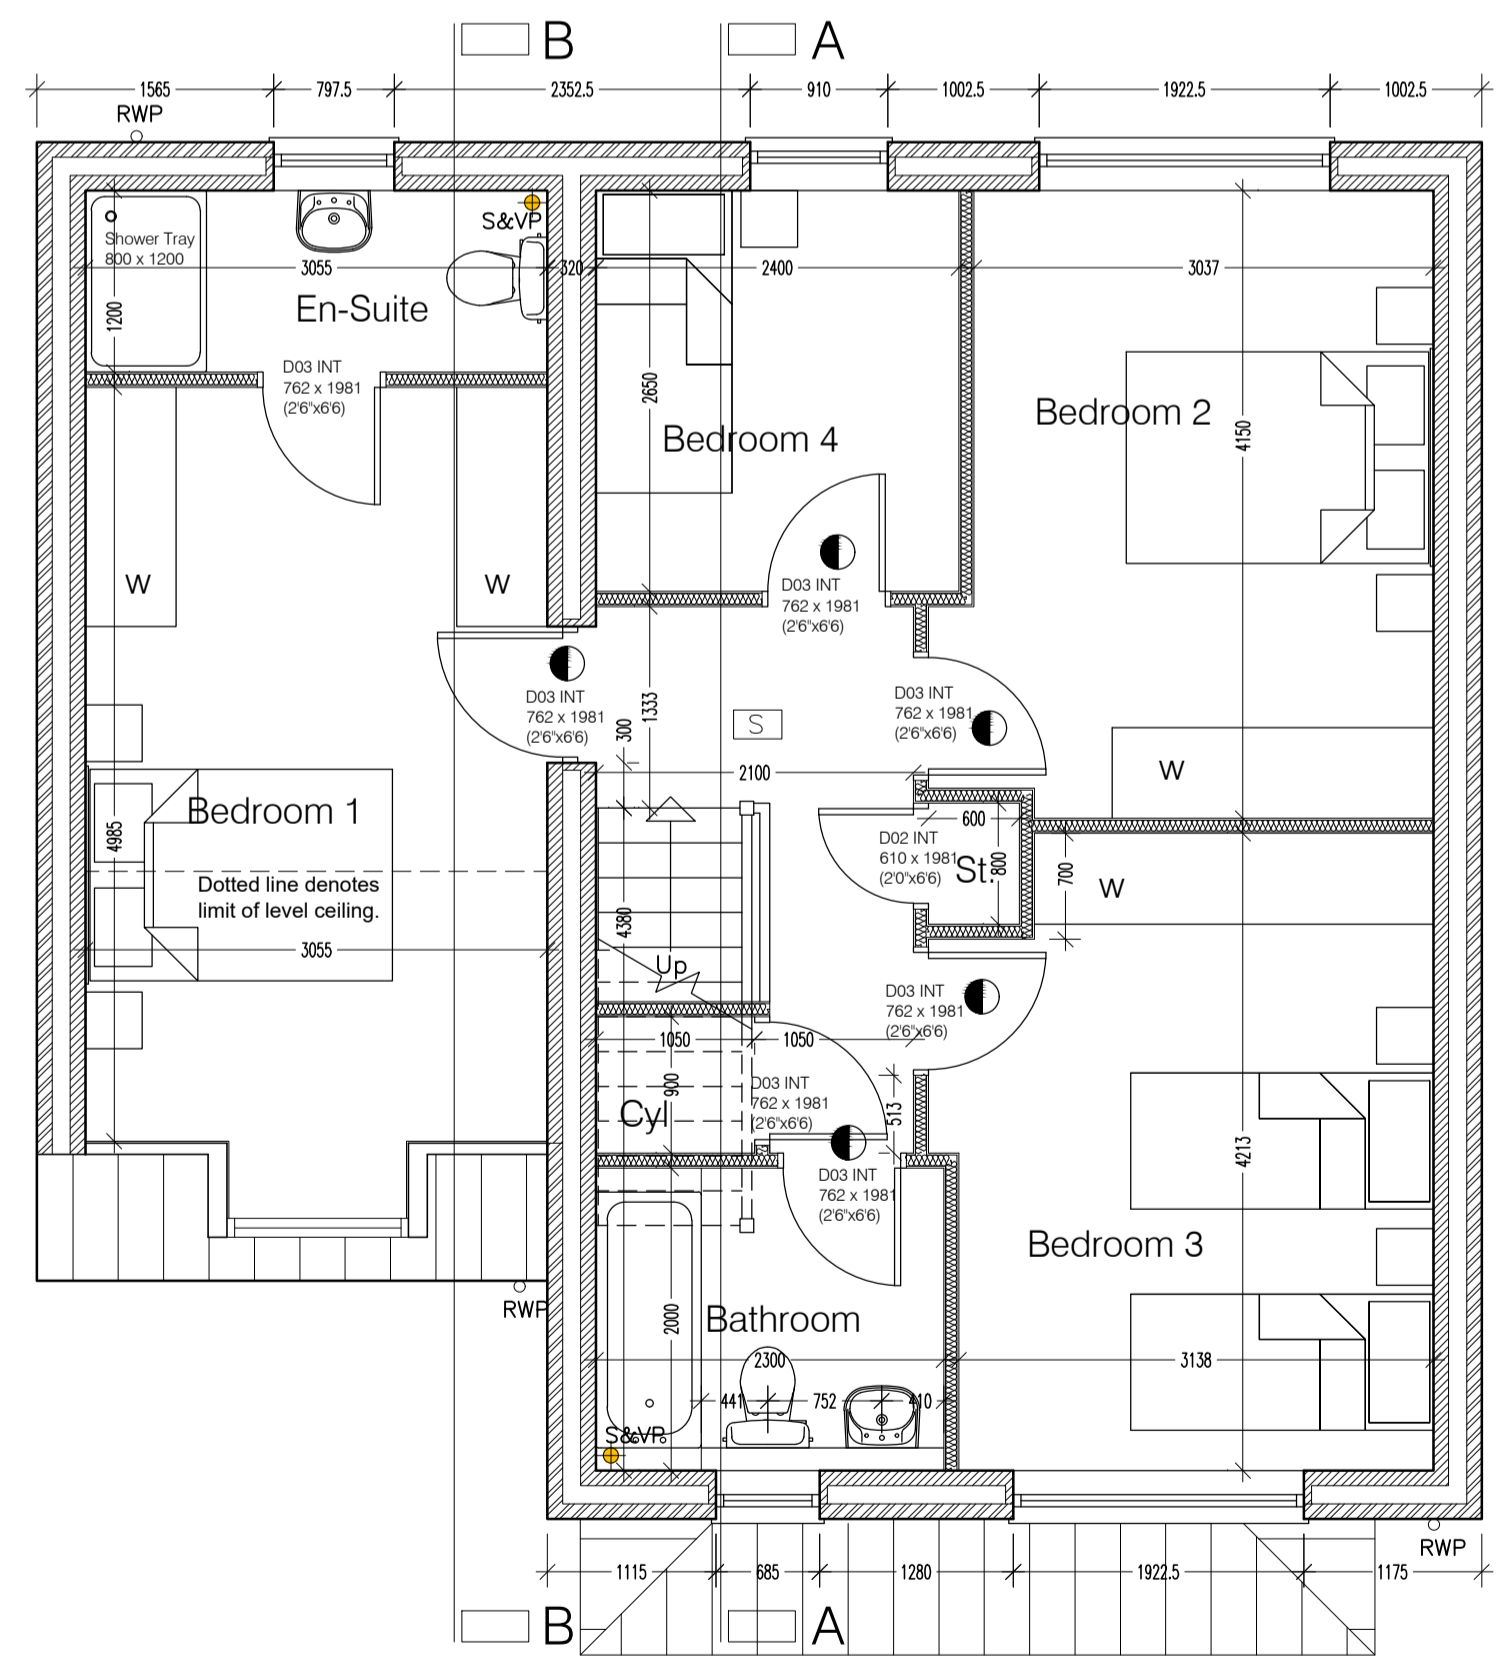 B
A
1565
797.5
2352.5
910
1002.5
1922.5
1002.5
RWP
S&VP
Shower Tray
800 x 1200
3055
320
2400
3037
1200
En-Suite
D03 INT
762 x 1981
(2'6"x6'6)
2650
Bedroom 4
Bedroom 2
4150
W
W
D03 INT
762 x 1981
(2'6"x6'6)
D03 INT
762 x 1981
(2'6"x6'6)
D03 INT
762 x 1981
(2'6"x6'6)
1333
300
S
2100
W
Bedroom 1
4985
600
D02 INT
610 x 1981
(2'0"x6'6)
St.
800
700
W
Dotted line denotes
limit of level ceiling.
3055
4380
Up
D03 INT
762 x 1981
(2'6"x6'6)
1050
1050
900
Cyl
D03 INT
762 x 1981
(2'6"x6'6)
513
D03 INT
762 x 1981
(2'6"x6'6)
4213
Bedroom 3
RWP
2000
Bathroom
2300
3138
441
752
410
S&VP
RWP
1115
685
1280
1922.5
1175
B
A